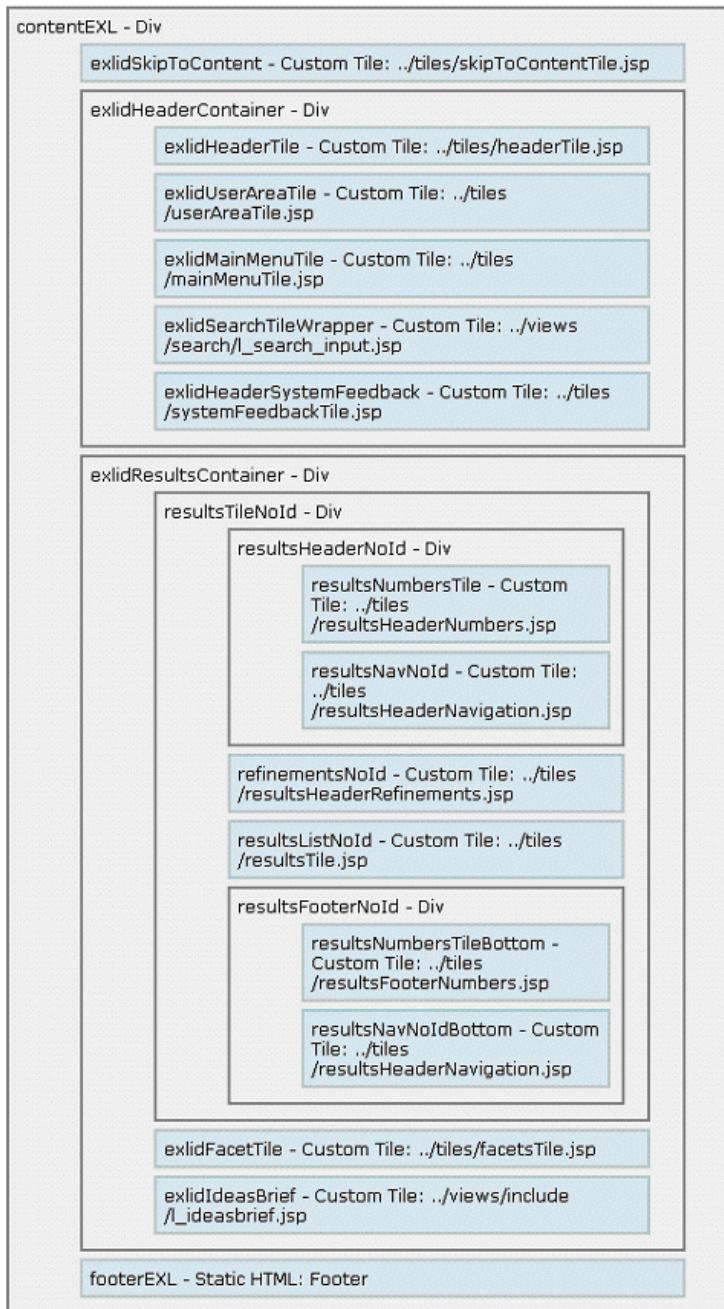 contentEXL - Div
exlidSkipToContent - Custom Tile: ../tiles/skipToContentTile.jsp
exlidHeaderContainer - Div
exlidHeaderTile - Custom Tile: ../tiles/headerTile.jsp
exlidUserAreaTile - Custom Tile: ../tiles
/userAreaTile.jsp
exlidMainMenuTile - Custom Tile: ../tiles
/mainMenuTile.jsp
exlidSearchTileWrapper - Custom Tile: ../views
/search/l_search_input.jsp
exlidHeaderSystemFeedback - Custom Tile: ../tiles
/systemFeedbackTile.jsp
exlidResultsContainer - Div
resultsTileNoId - Div
resultsHeaderNoId - Div
resultsNumbersTile - Custom
Tile: ../tiles
/resultsHeaderNumbers.jsp
resultsNavNoId - Custom Tile:
../tiles
/resultsHeaderNavigation.jsp
refinementsNoId - Custom Tile: ../tiles
/resultsHeaderRefinements.jsp
resultsListNoId - Custom Tile: ../tiles
/resultsTile.jsp
resultsFooterNoId - Div
resultsNumbersTileBottom -
Custom Tile: ../tiles
/resultsFooterNumbers.jsp
resultsNavNoIdBottom - Custom
Tile: ../tiles
/resultsHeaderNavigation.jsp
exlidFacetTile - Custom Tile: ../tiles/facetsTile.jsp
exlidIdeasBrief - Custom Tile: ../views/include
/l_ideasbrief.jsp
footerEXL - Static HTML: Footer